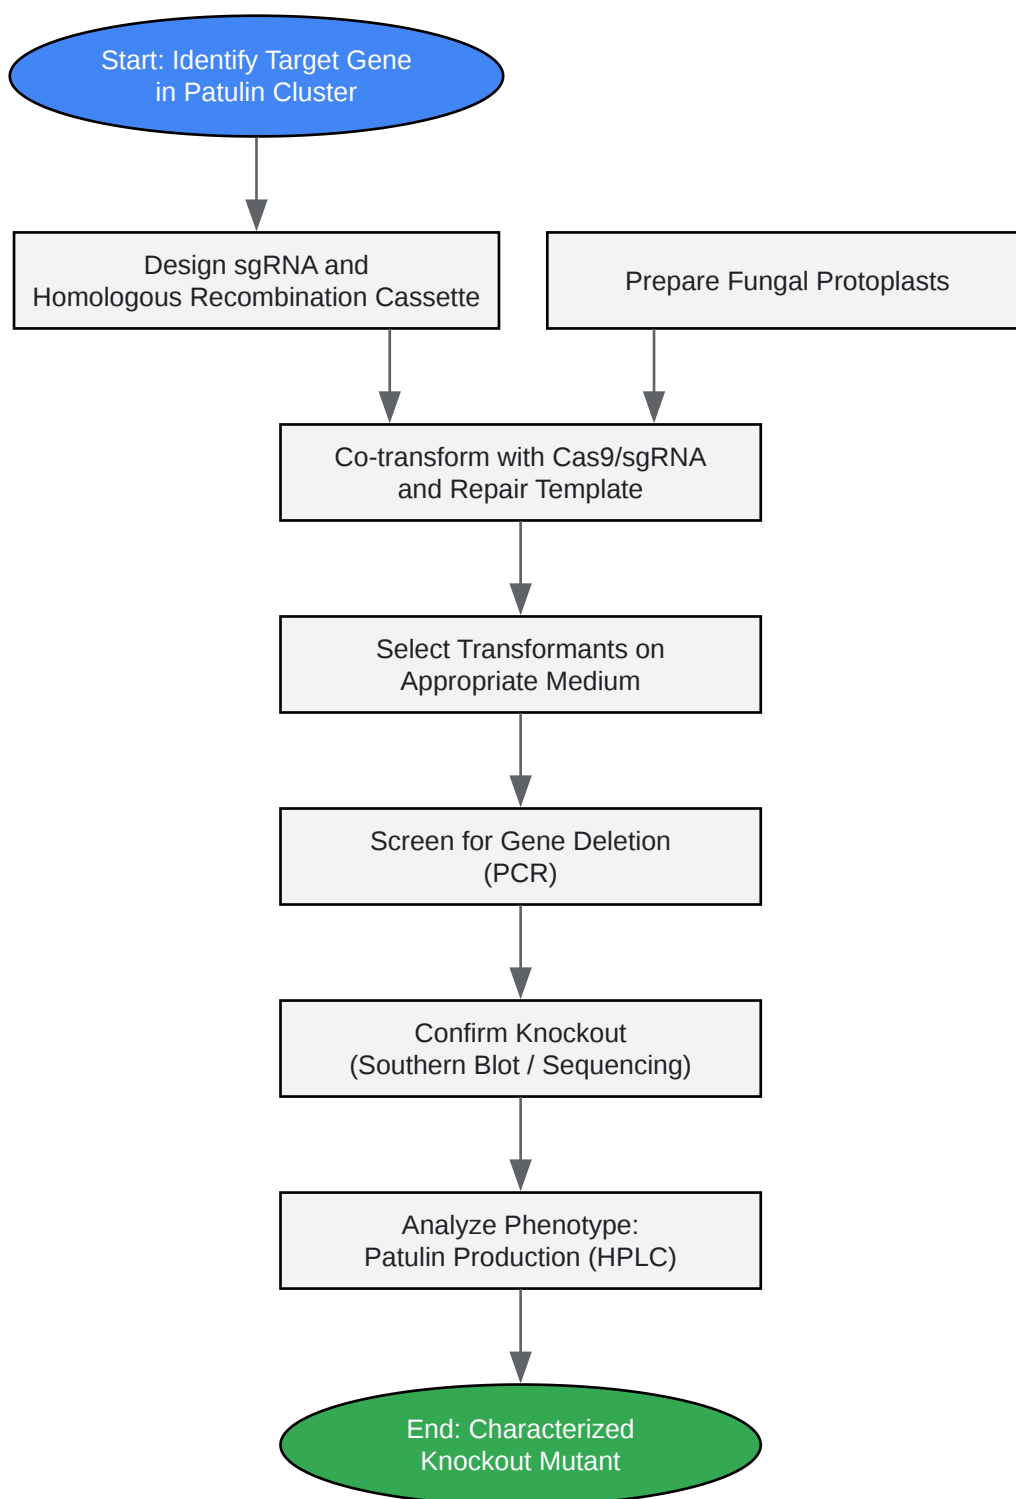 Start: Identify Target Gene
in Patulin Cluster
Design sgRNA and
Homologous Recombination Cassette
Prepare Fungal Protoplasts
Co-transform with Cas9/sgRNA
and Repair Template
Select Transformants on
Appropriate Medium
Screen for Gene Deletion
(PCR)
Confirm Knockout
(Southern Blot / Sequencing)
Analyze Phenotype:
Patulin Production (HPLC)
End: Characterized
Knockout Mutant